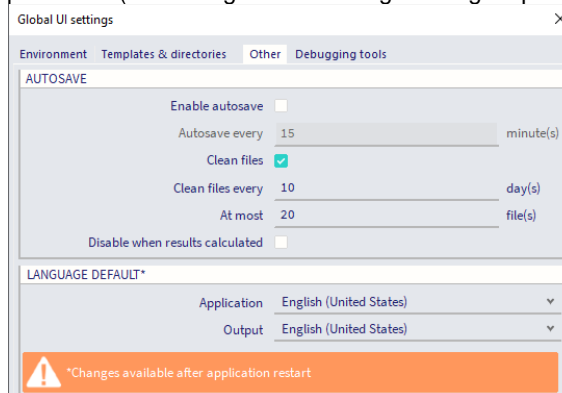 Global UI settings
Environment Templates & directories Other Debugging tools
AUTOSAVE
Enable autosave
Autosave every 15 minute(s)
Clean files
Clean files every 10 day(s)
At most 20 file(s)
Disable when results calculated
LANGUAGE DEFAULT*
Application English (United States)
Output English (United States)
*Changes available after application restart